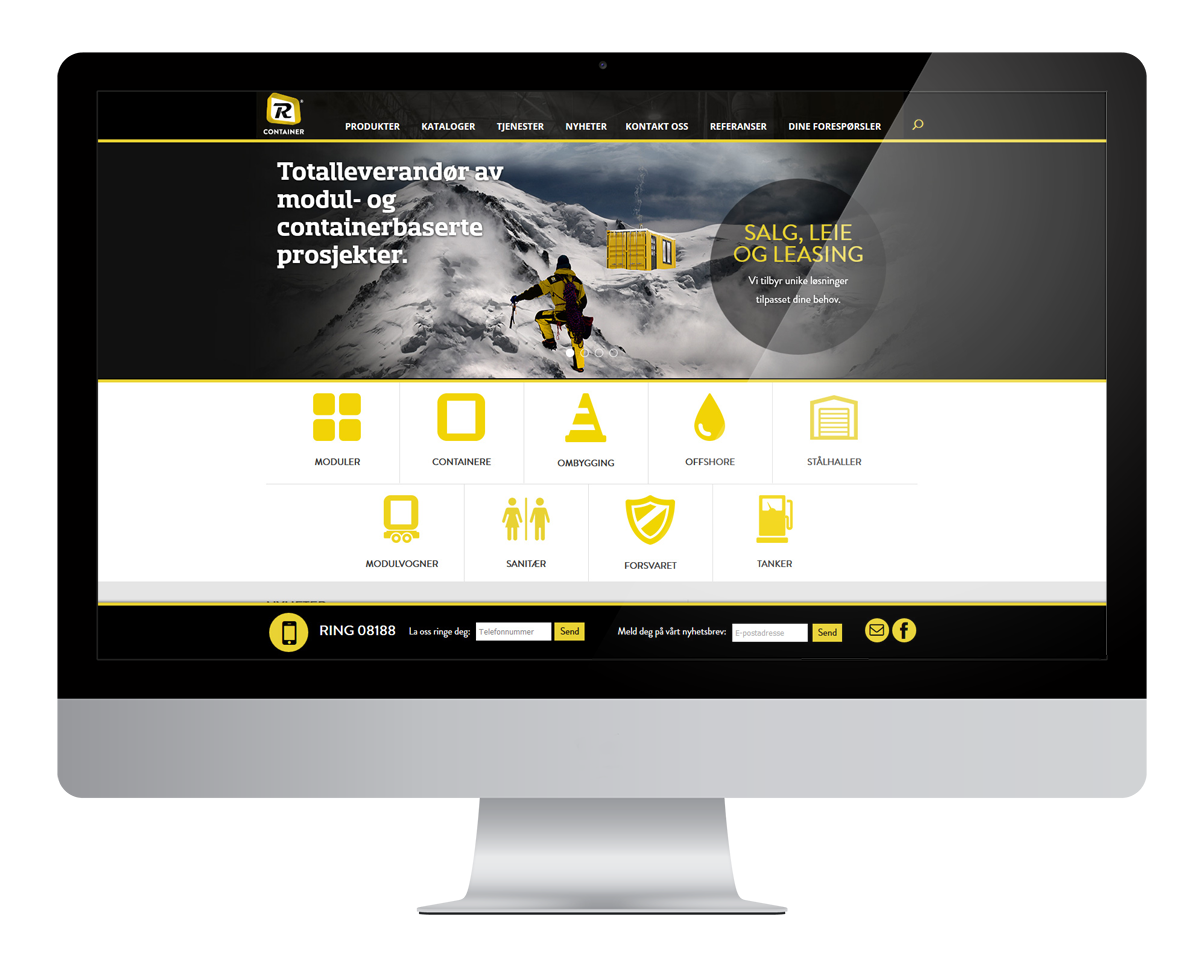 R
CONTAINER
PRODUKTER KATALOGER TJENESTER NYHETER KONTAKT OSS REFERANSER DINE FORESPØRSLER
Totalleverandør av
modul- og
containerbaserte
prosjekter.
SALG, LEIE
OG LEASING
Vi tilbyr unike løsninger
tilpasset dine behov.
MODULER
CONTAINERE
OMBYGGING
OFFSHORE
STÅLHALLER
MODULVOGNER
SANITÆR
FORSVARET
TANKER
RING 08188
La oss ringe deg: Telefonnummer Send
Meld deg på vårt nyhetsbrev: E-postadresse Send